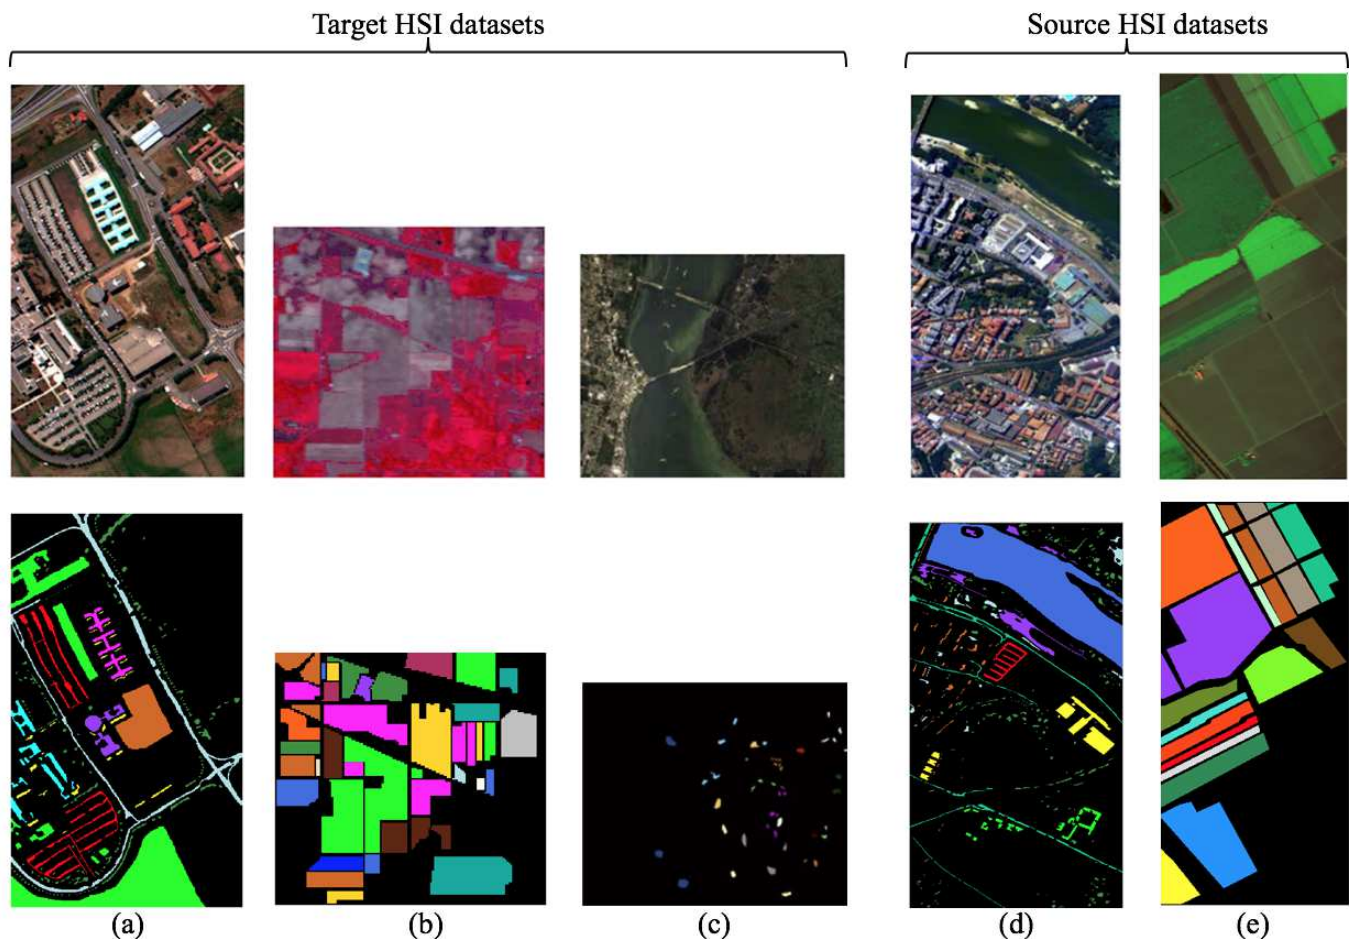 Target HSI datasets
Source HSI datasets
(a)
(b)
(c)
(d)
(e)